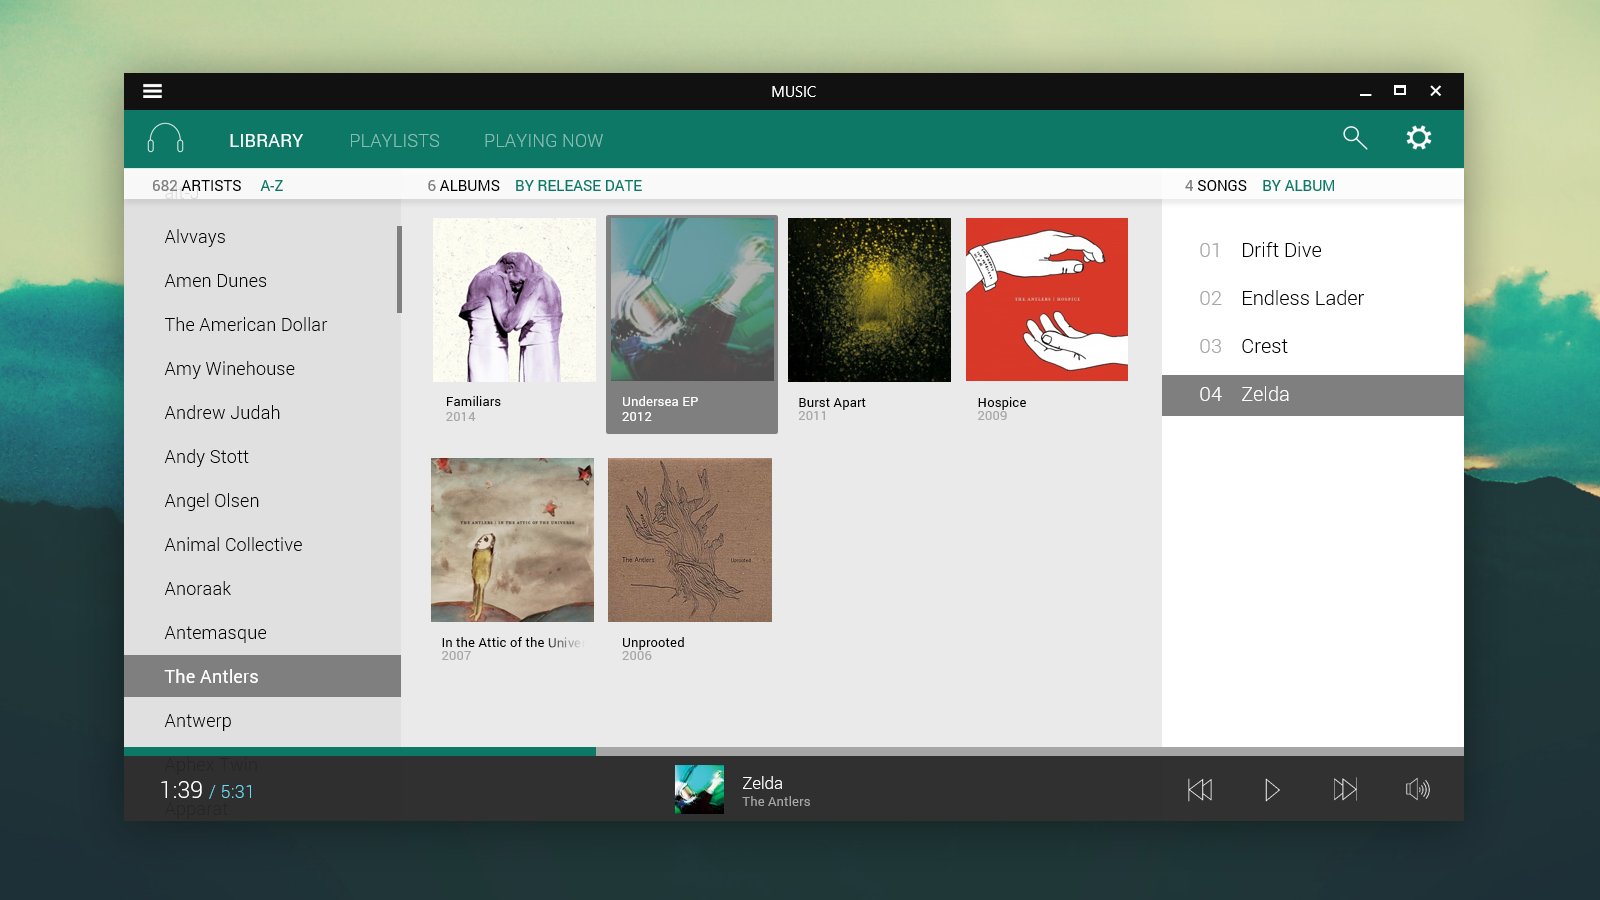 MUSIC
LIBRARY PLAYLISTS PLAYING NOW
682 ARTISTS A-Z
6 ALBUMS BY RELEASE DATE
4 SONGS BY ALBUM
alt-J
Alvvays
Amen Dunes
The American Dollar
Amy Winehouse
Andrew Judah
Andy Stott
Angel Olsen
Animal Collective
Anoraak
Antemasque
The Antlers
Antwerp
Aphex Twin
Apparat
THE ANTLERS / HOSPICE
Familiars
2014
Undersea EP
2012
Burst Apart
2011
Hospice
2009
THE ANTLERS / IN THE ATTIC OF THE UNIVERSE
The Antlers Unprooted
In the Attic of the Unive
2007
Unprooted
2006
01 Drift Dive
02 Endless Lader
03 Crest
04 Zelda
1:39 / 5:31
Zelda
The Antlers